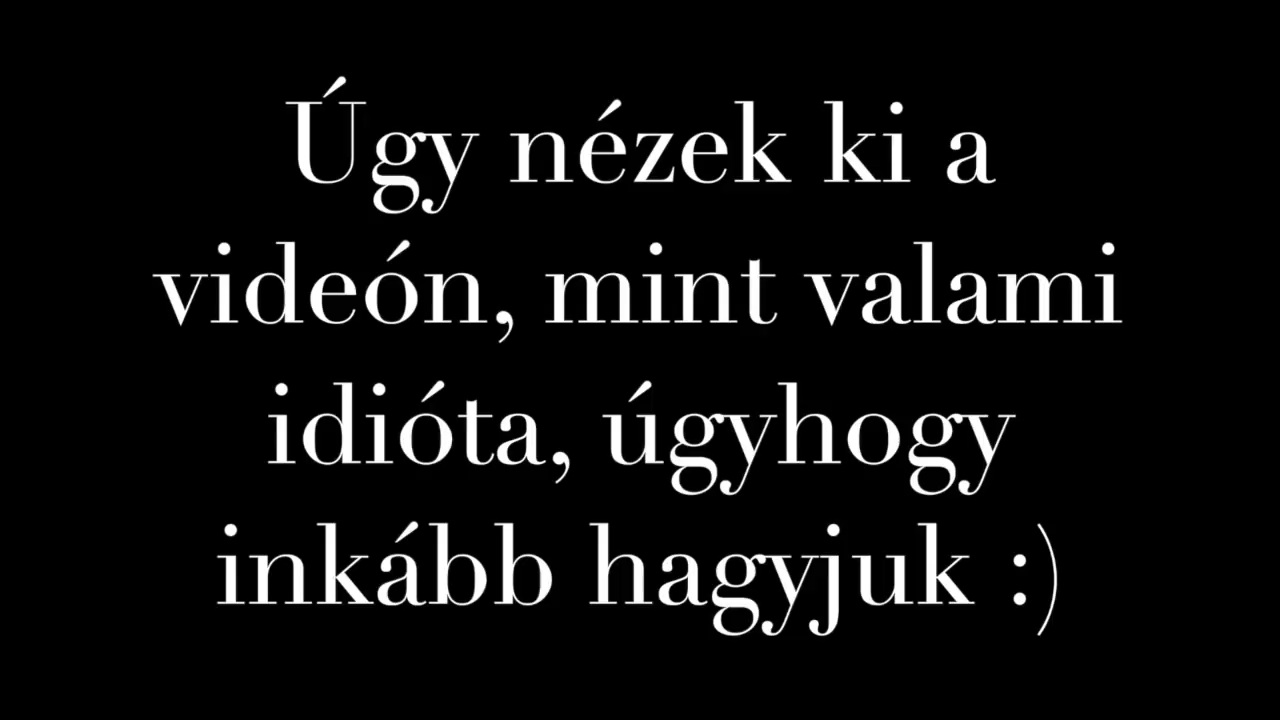 Úgy nézek ki a
videón, mint valami
idióta, úgyhogy
inkább hagyjuk :)